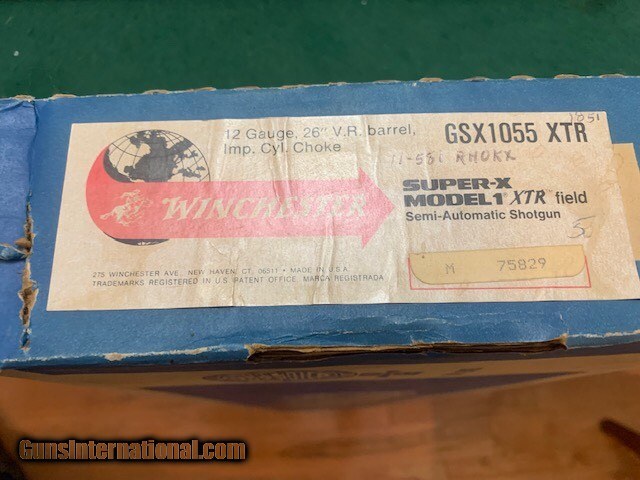 12 Gauge, 26" V.R. barrel,
Imp. Cyl. Choke
GSX1055 XTR
WINCHESTER
SUPER-X
MODEL 1 XTR field
Semi-Automatic Shotgun
275 WINCHESTER AVE., NEW HAVEN, CT. 06511 • MADE IN U.S.A.
TRADEMARKS REGISTERED IN U.S. PATENT OFFICE. MARCA REGISTRADA
M 75829
GunsInternational.com